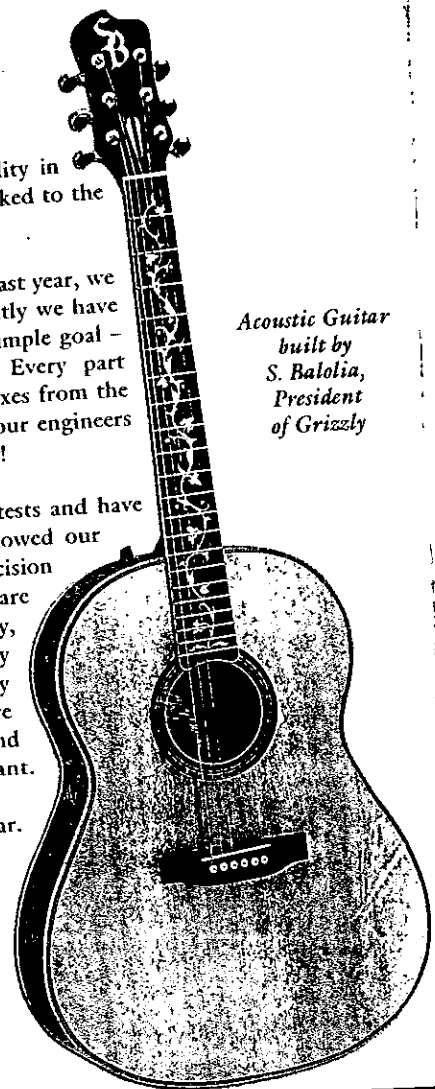 SB
lity in
ked to the
ast year, we
tly we have
mple goal –
Every part
xes from the
our engineers
!
tests and have
owed our
cision
are
y,
y
y
e
nd
ant.
ar.
Acoustic Guitar
built by
S. Balolia,
President
of Grizzly